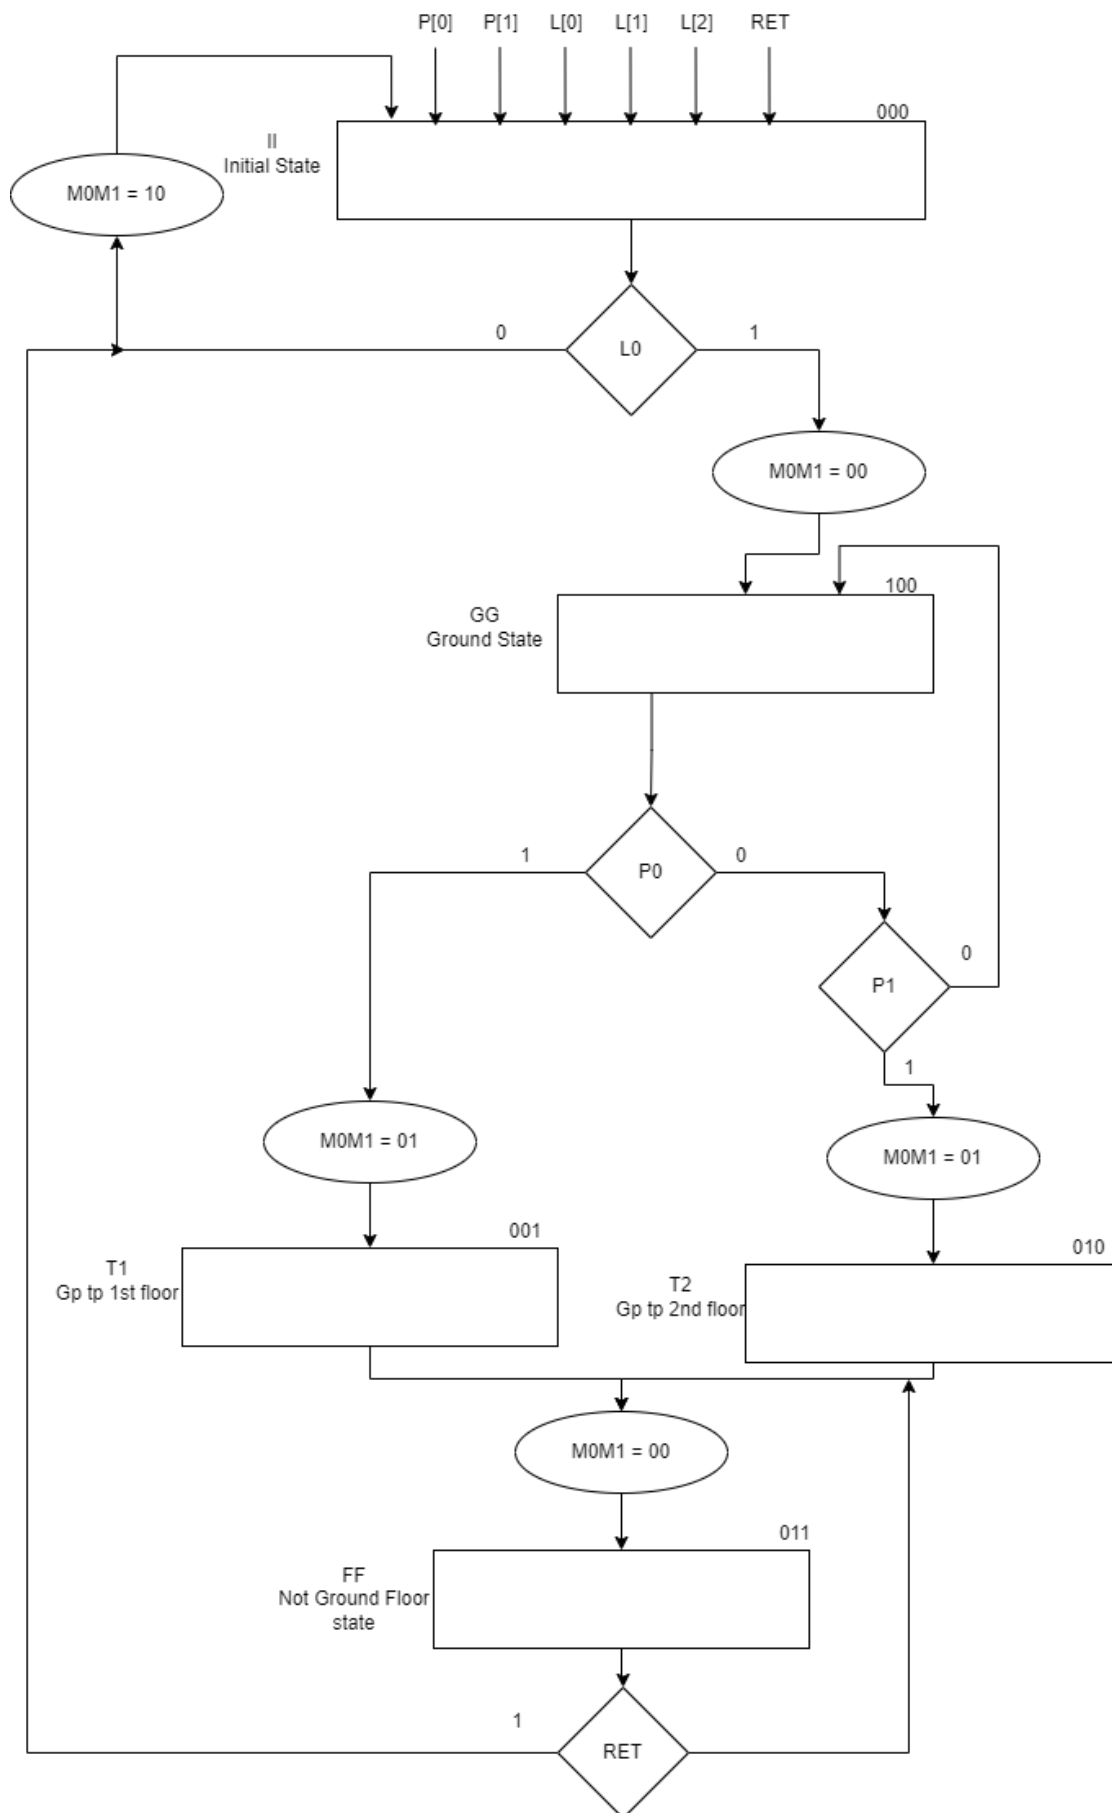 P[0] P[1] L[0] L[1] L[2] RET
000
II
Initial State
M0M1 = 10
0
1
L0
M0M1 = 00
100
GG
Ground State
1
P0
0
0
P1
1
M0M1 = 01
M0M1 = 01
001
T1
Gp tp 1st floor
010
T2
Gp tp 2nd floor
M0M1 = 00
011
FF
Not Ground Floor
state
1
RET